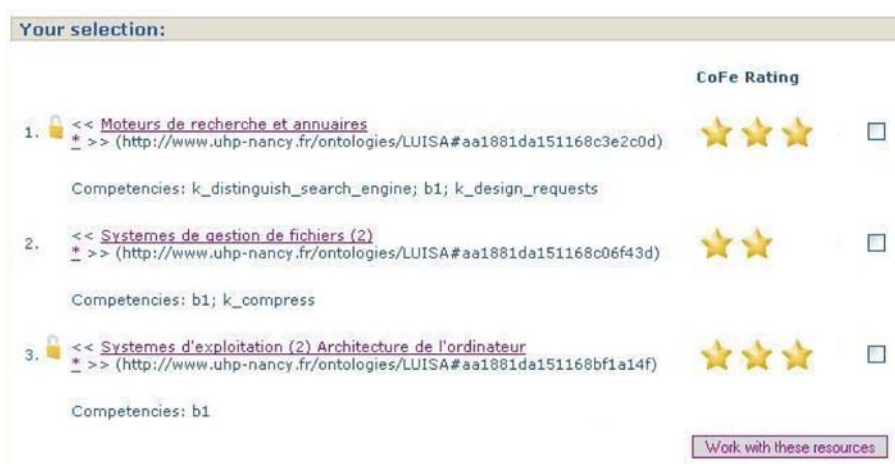 Your selection:
CoFe Rating
1. << Moteurs de recherche et annuaires
* >> (http://www.uhp-nancy.fr/ontologies/LUISA#aa1881da151168c3e2c0d)
Competencies: k_distinguish_search_engine; b1; k_design_requests
2. << Systemes de gestion de fichiers (2)
* >> (http://www.uhp-nancy.fr/ontologies/LUISA#aa1881da151168c06f43d)
Competencies: b1; k_compress
3. << Systemes d'exploitation (2) Architecture de l'ordinateur
* >> (http://www.uhp-nancy.fr/ontologies/LUISA#aa1881da151168bf1a14f)
Competencies: b1
Work with these resources